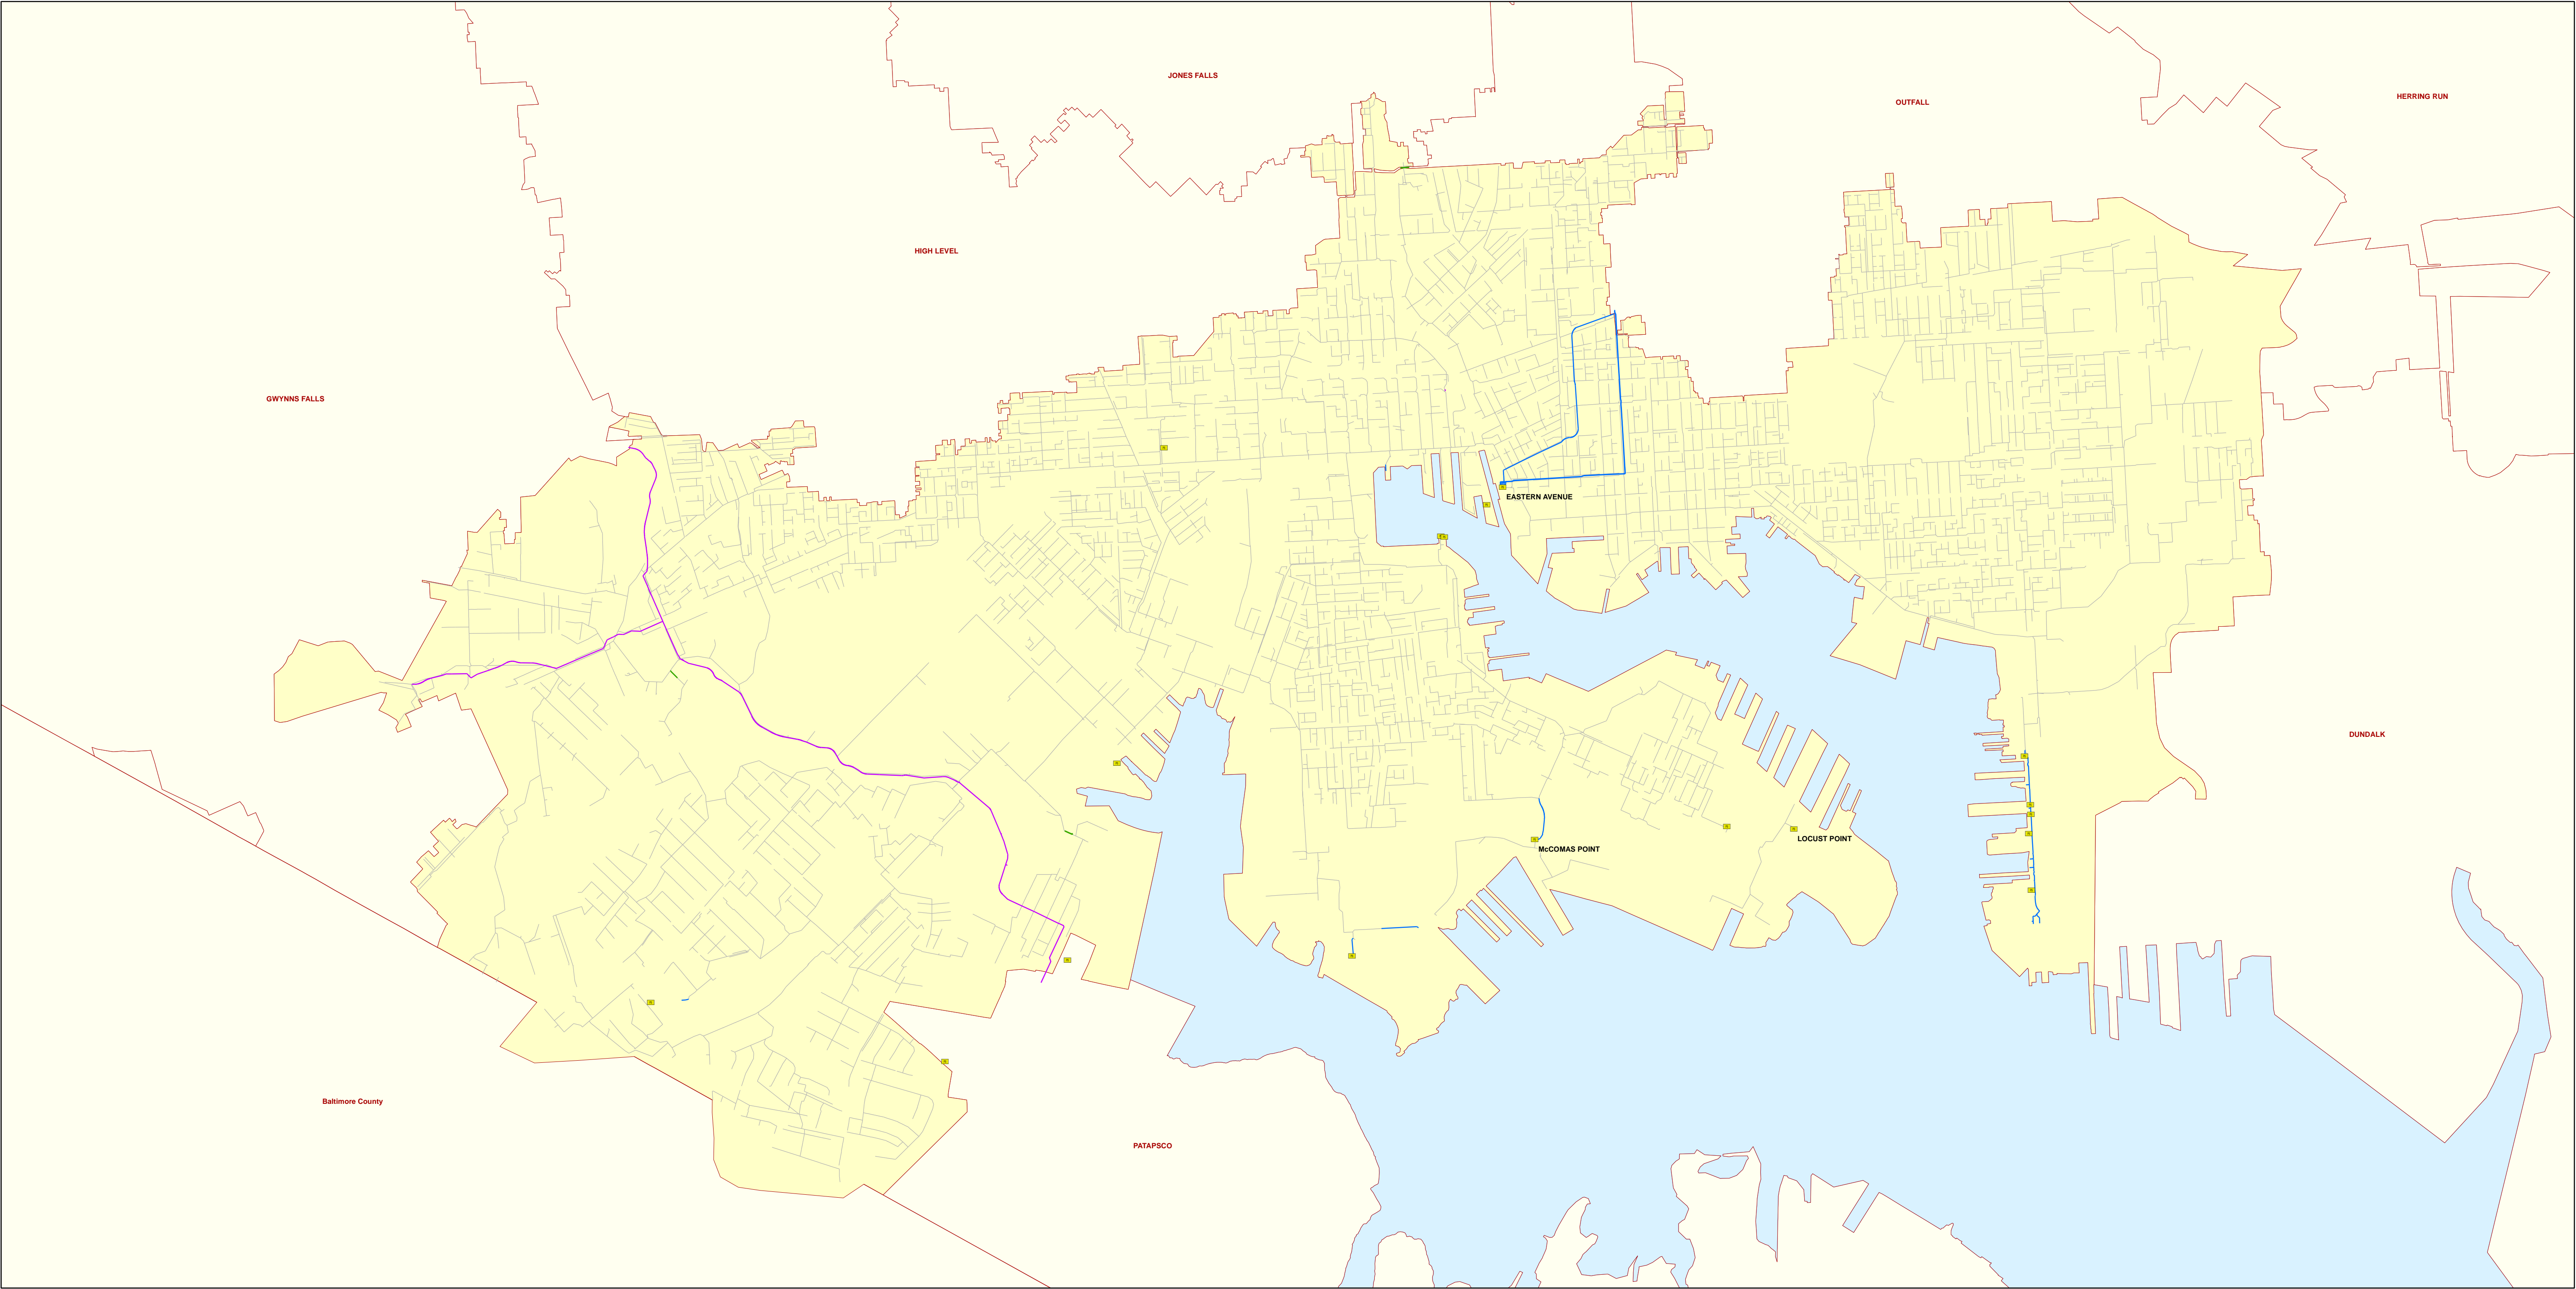 JONES FALLS
HERRING RUN
OUTFALL
HIGH LEVEL
GWYNNS FALLS
EASTERN AVENUE
DUNDALK
LOCUST POINT
McCOMAS POINT
Baltimore County
PATAPSCO